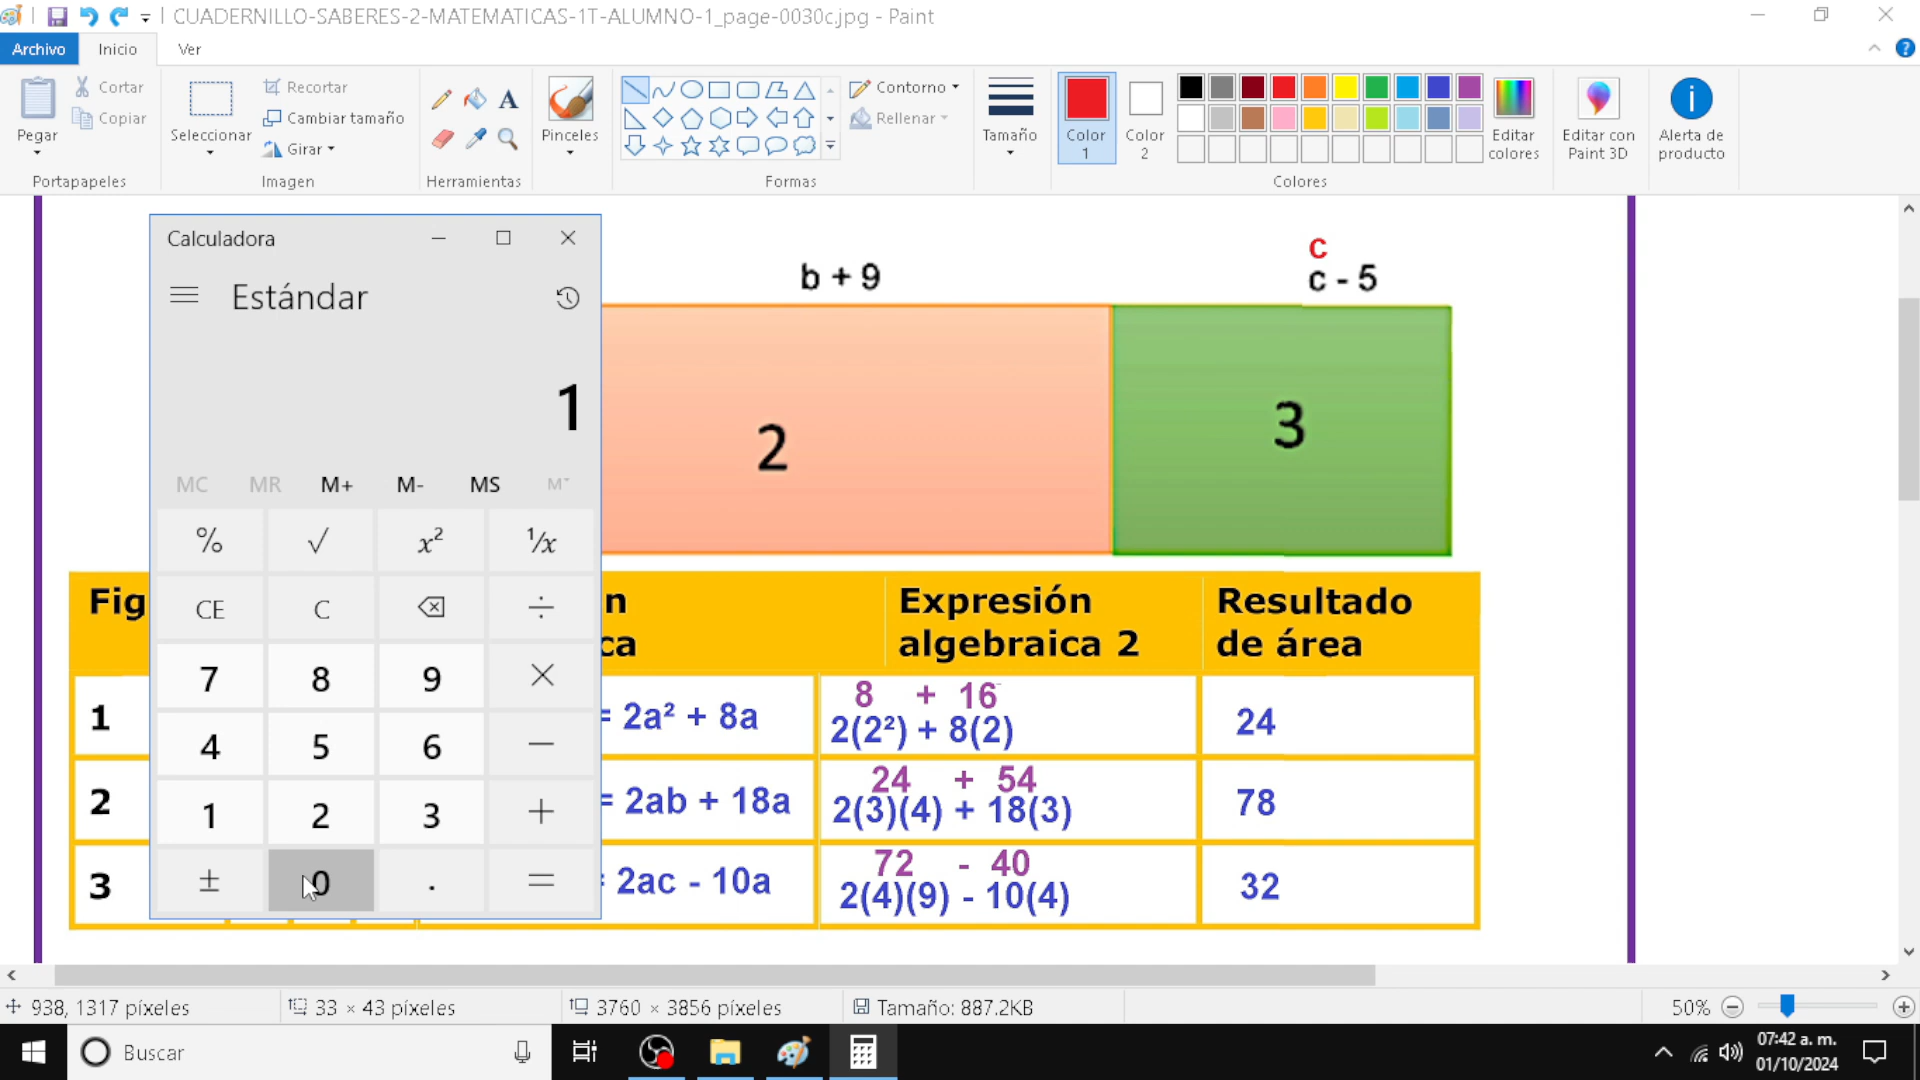 CUADERNILLO-SABERES-2-MATEMATICAS-1T-ALUMNO-1_page-0030c.jpg - Paint
Archivo Inicio Ver
Pegar
Cortar
Copiar
Portapapeles
Seleccionar
Recortar
Cambiar tamaño
Girar
Imagen
A
Herramientas
Pinceles
Formas
Contorno
Rellenar
Tamaño
Color 1
Color 2
Editar colores
Colores
Editar con Paint 3D
Alerta de producto
Calculadora
Estándar
1
MC MR M+ M- MS M˅
% √ x² ¹/x
CE C ÷
7 8 9 ×
4 5 6 −
1 2 3 +
± 0 . =
b + 9
c
c - 5
2
3
Fig n ca Expresión algebraica 2 Resultado de área
8 + 16
1 = 2a² + 8a 2(2²) + 8(2) 24
24 + 54
2 = 2ab + 18a 2(3)(4) + 18(3) 78
72 - 40
3 = 2ac - 10a 2(4)(9) - 10(4) 32
938, 1317 píxeles 33 × 43 píxeles 3760 × 3856 píxeles Tamaño: 887.2KB 50%
Buscar
07:42 a. m.
01/10/2024